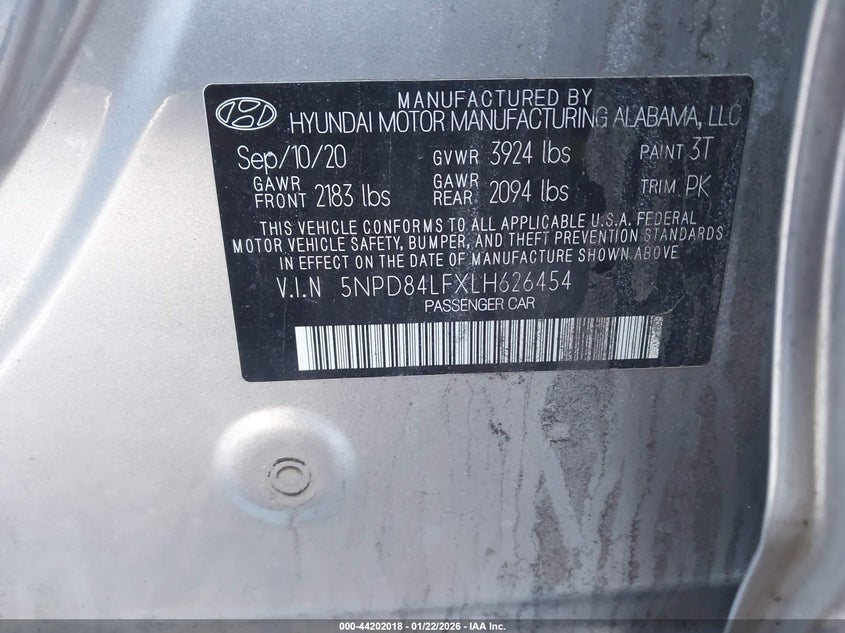 MANUFACTURED BY
HYUNDAI MOTOR MANUFACTURING ALABAMA, LLC
Sep/10/20 GVWR 3924 lbs PAINT 3T
GAWR FRONT 2183 lbs GAWR REAR 2094 lbs TRIM PK
THIS VEHICLE CONFORMS TO ALL APPLICABLE U.S.A. FEDERAL
MOTOR VEHICLE SAFETY, BUMPER, AND THEFT PREVENTION STANDARDS
IN EFFECT ON THE DATE OF MANUFACTURE SHOWN ABOVE
V.I.N 5NPD84LFXLH626454
PASSENGER CAR
000-44202018 - 01/22/2026 - IAA Inc.